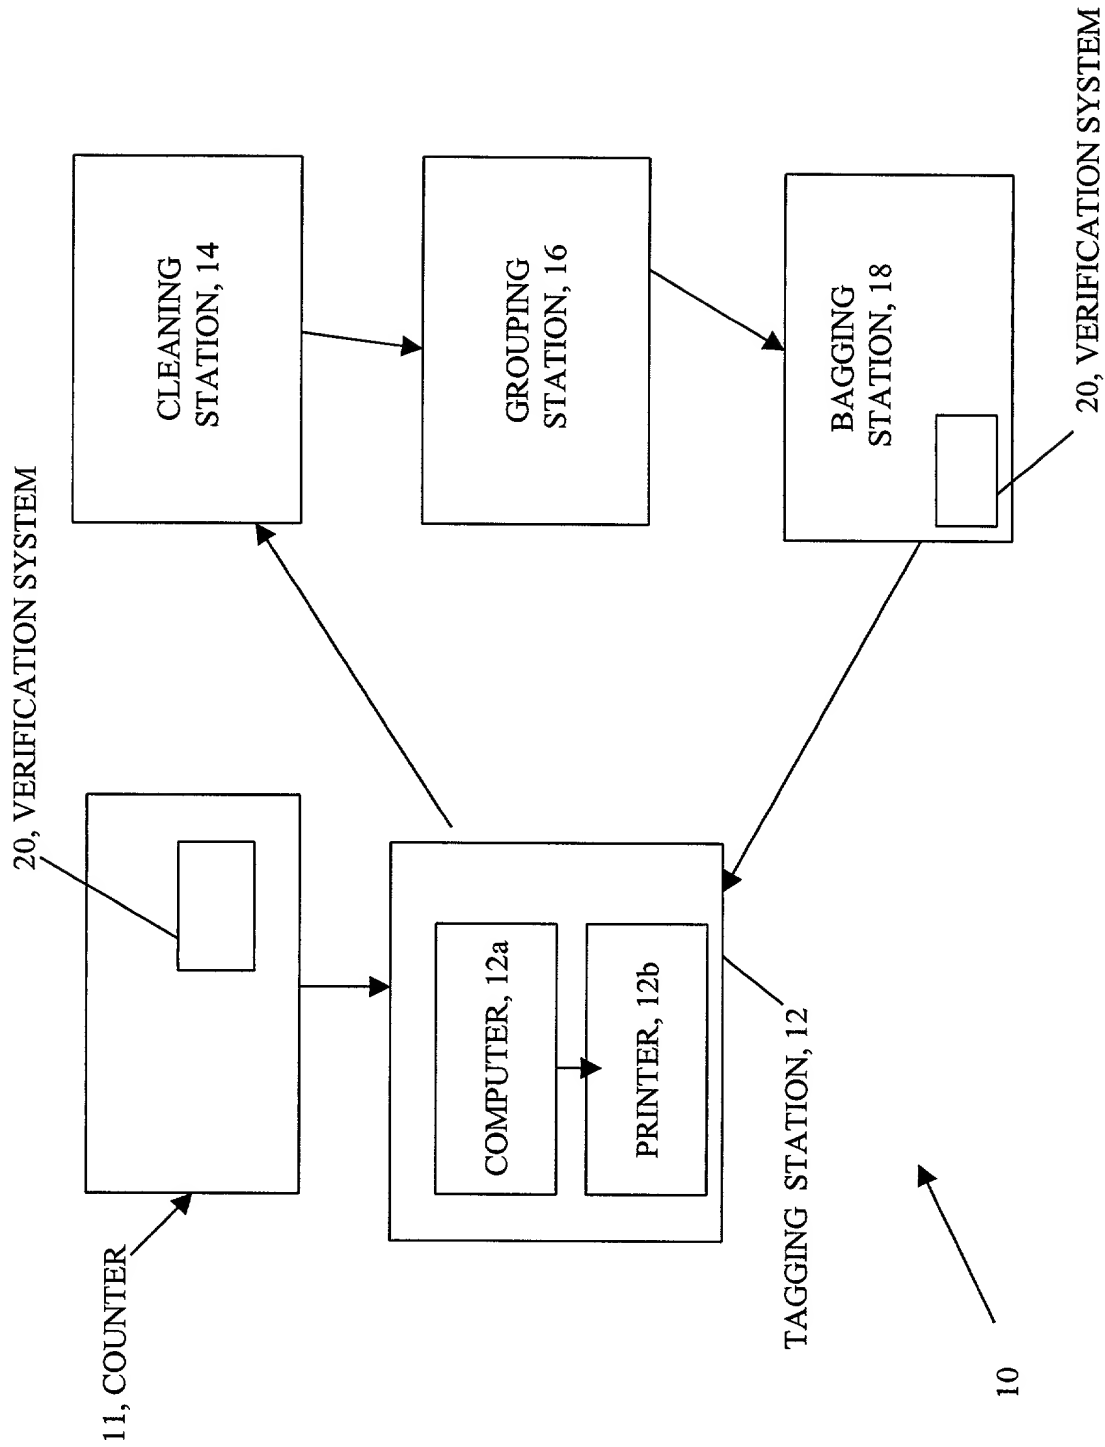 11, COUNTER
20, VERIFICATION SYSTEM
COMPUTER, 12a
PRINTER, 12b
TAGGING STATION, 12
CLEANING
STATION, 14
GROUPING
STATION, 16
BAGGING
STATION, 18
20, VERIFICATION SYSTEM
10